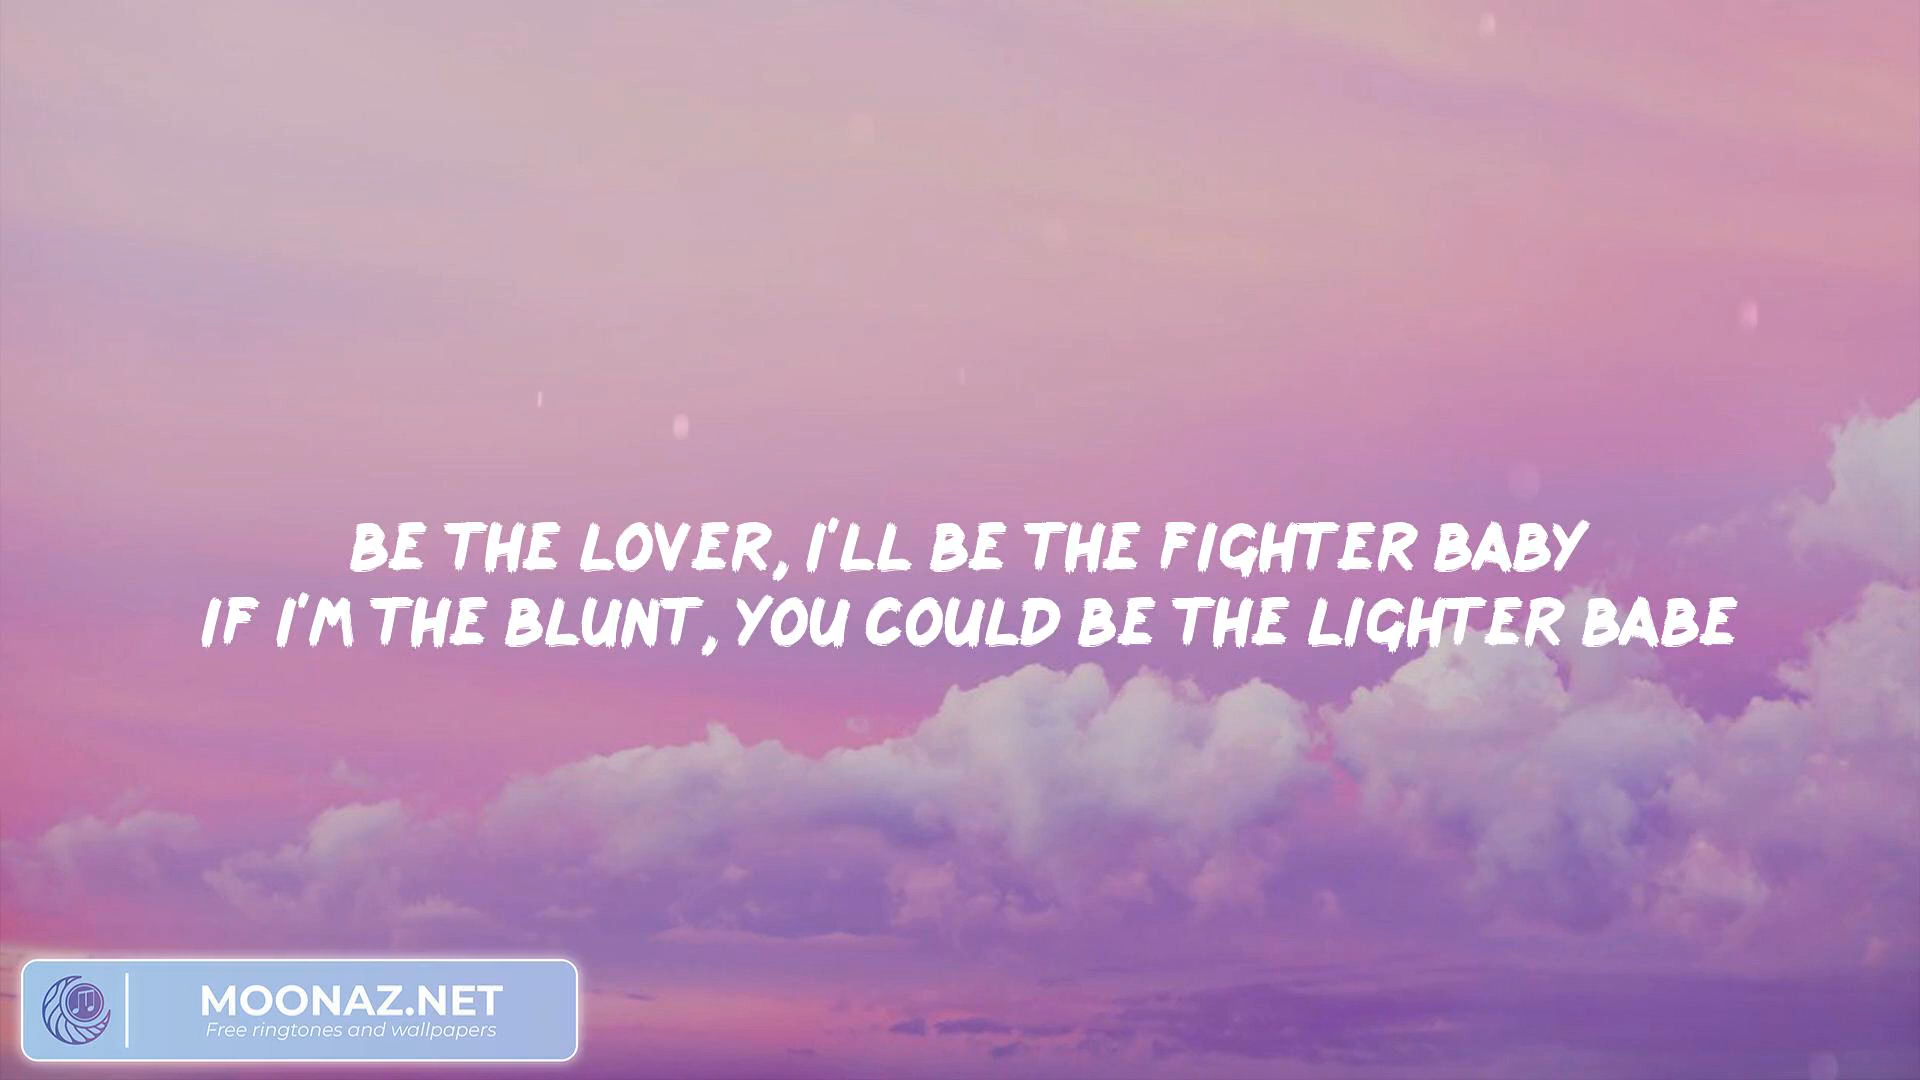 BE THE LOVER, I'LL BE THE FIGHTER BABY
IF I'M THE BLUNT, YOU COULD BE THE LIGHTER BABE
MOONAZ.NET
Free ringtones and wallpapers